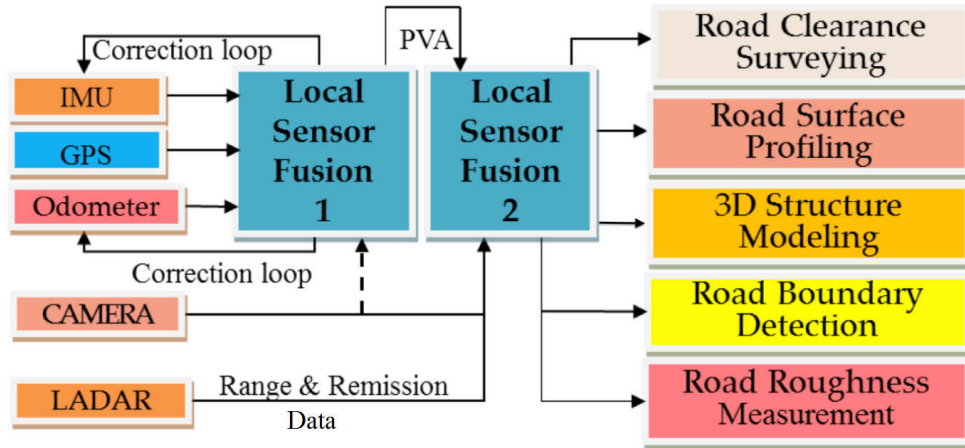 Correction loop
IMU
GPS
Odometer
Correction loop
CAMERA
LADAR
Range & Remission
Data
Local
Sensor
Fusion
1
PVA
Local
Sensor
Fusion
2
Road Clearance
Surveying
Road Surface
Profiling
3D Structure
Modeling
Road Boundary
Detection
Road Roughness
Measurement